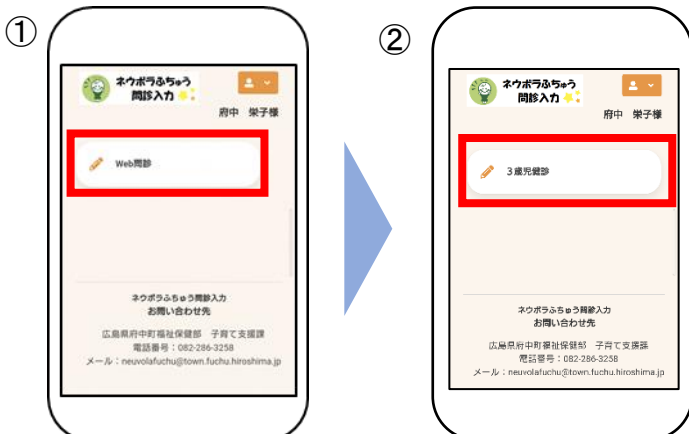 ①
ネウボラふちゅう
問診入力
府中 栄子様
Web問診
ネウボラふちゅう問診入力
お問い合わせ先
広島県府中町福祉保健部 子育て支援課
電話番号：082-286-3258
メール：neuvolafuchu@town.fuchu.hiroshima.jp
②
ネウボラふちゅう
問診入力
府中 栄子様
３歳児健診
ネウボラふちゅう問診入力
お問い合わせ先
広島県府中町福祉保健部 子育て支援課
電話番号：082-286-3258
メール：neuvolafuchu@town.fuchu.hiroshima.jp